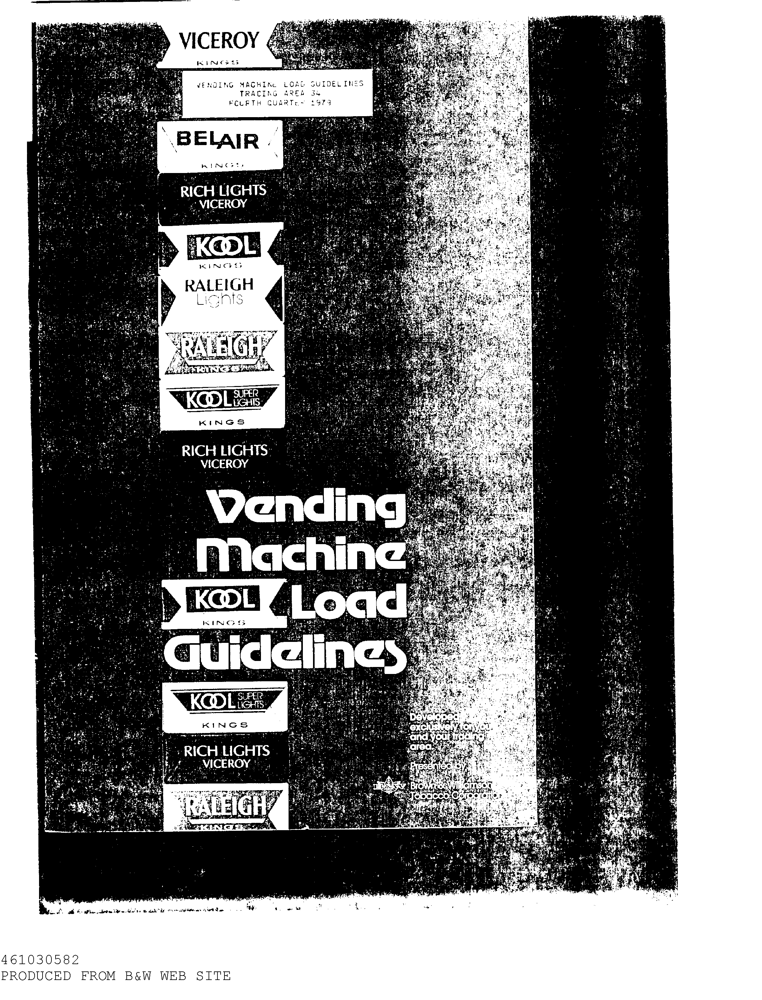 VICEROY
KINGS
VENDING MACHINE LOAD GUIDELINES
TRADING AREA 34
FOURTH QUARTER 1979
BELAIR
KINGS
RICH LIGHTS
VICEROY
KOOL
KINGS
RALEIGH
Lights
RALEIGH
KINGS
KOOL SUPER LIGHTS
KINGS
RICH LIGHTS
VICEROY
Vending
Machine
KOOL
KINGS
Load
Guidelines
KOOL SUPER LIGHTS
KINGS
RICH LIGHTS
VICEROY
RALEIGH
KINGS
Developed
exclusively for you
and your trading
area.
Presented by
Brown & Williamson
Tobacco Corporation
461030582
PRODUCED FROM B&W WEB SITE